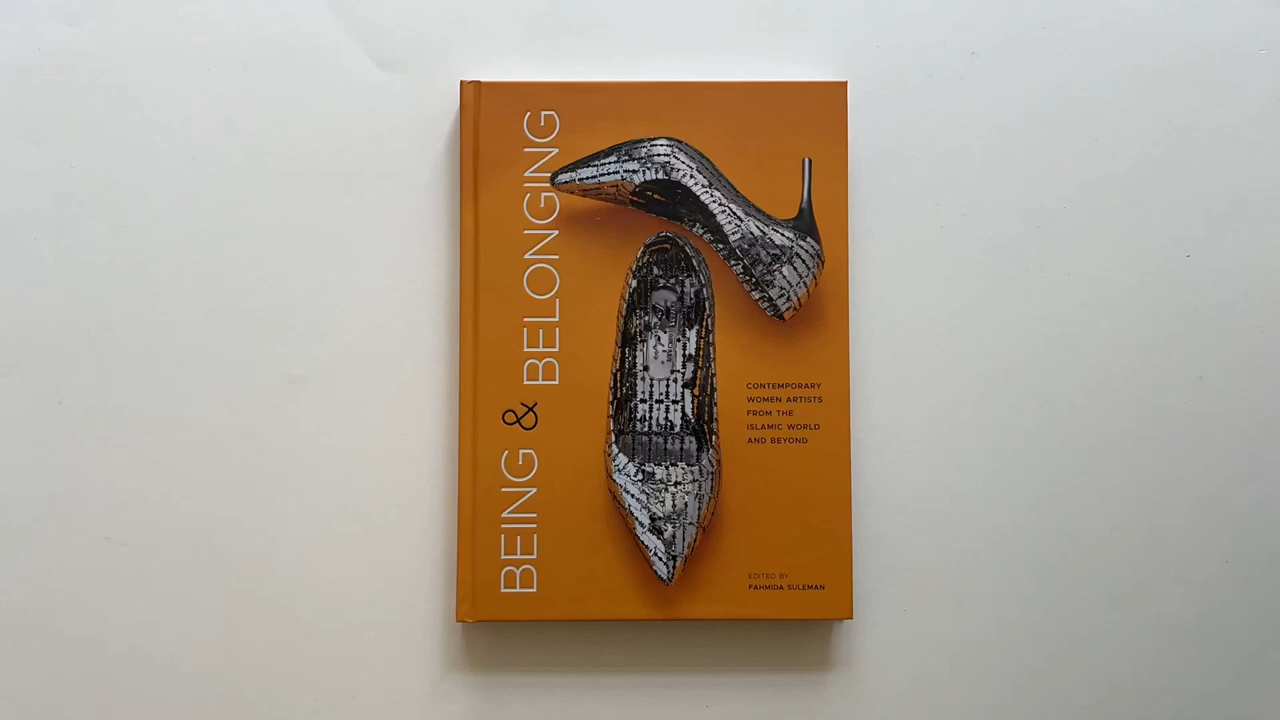 BEING & BELONGING
CONTEMPORARY
WOMEN ARTISTS
FROM THE
ISLAMIC WORLD
AND BEYOND
EDITED BY
FAHMIDA SULEMAN